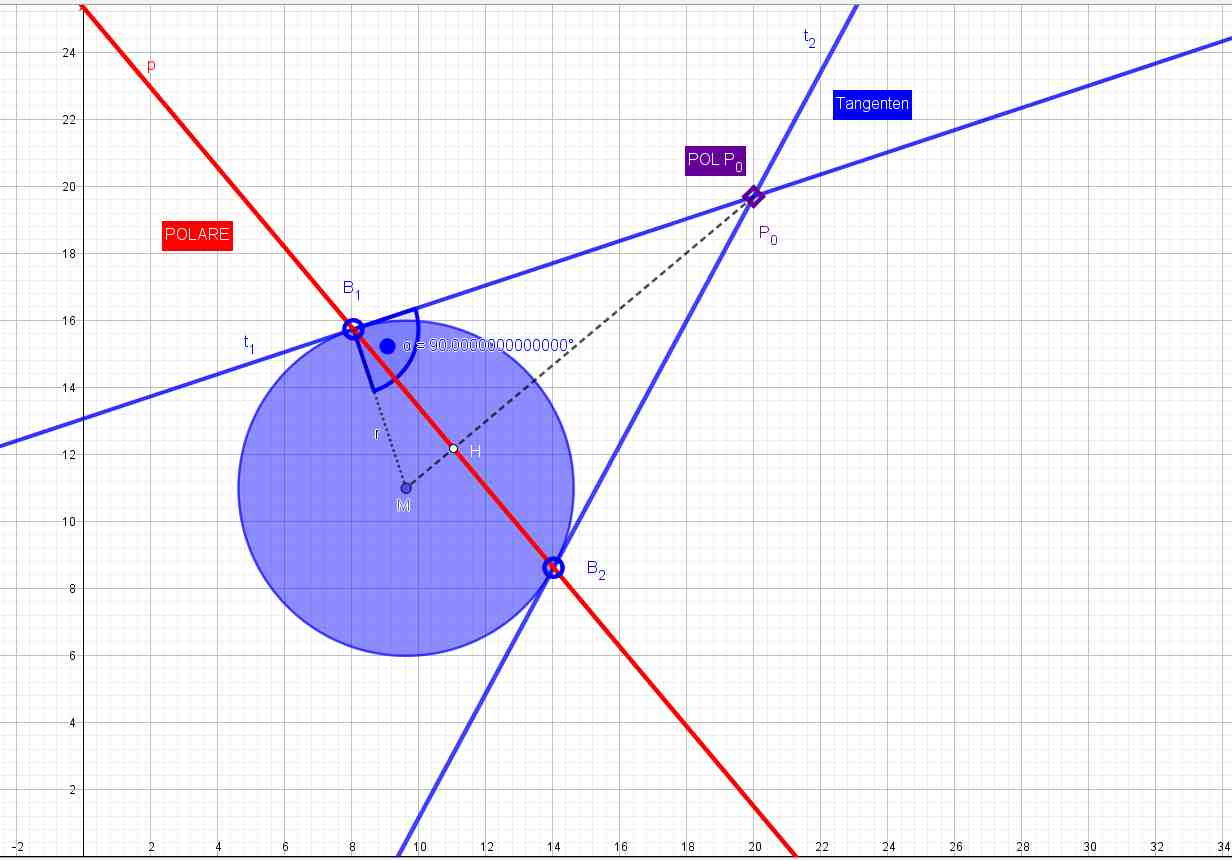 p
t₂
24
Tangenten
22
POL P₀
20
P₀
POLARE
18
B₁
16
t₁
α = 90.0000000000000°
14
r
12
H
M
10
B₂
8
6
4
2
-2 2 4 6 8 10 12 14 16 18 20 22 24 26 28 30 32 34